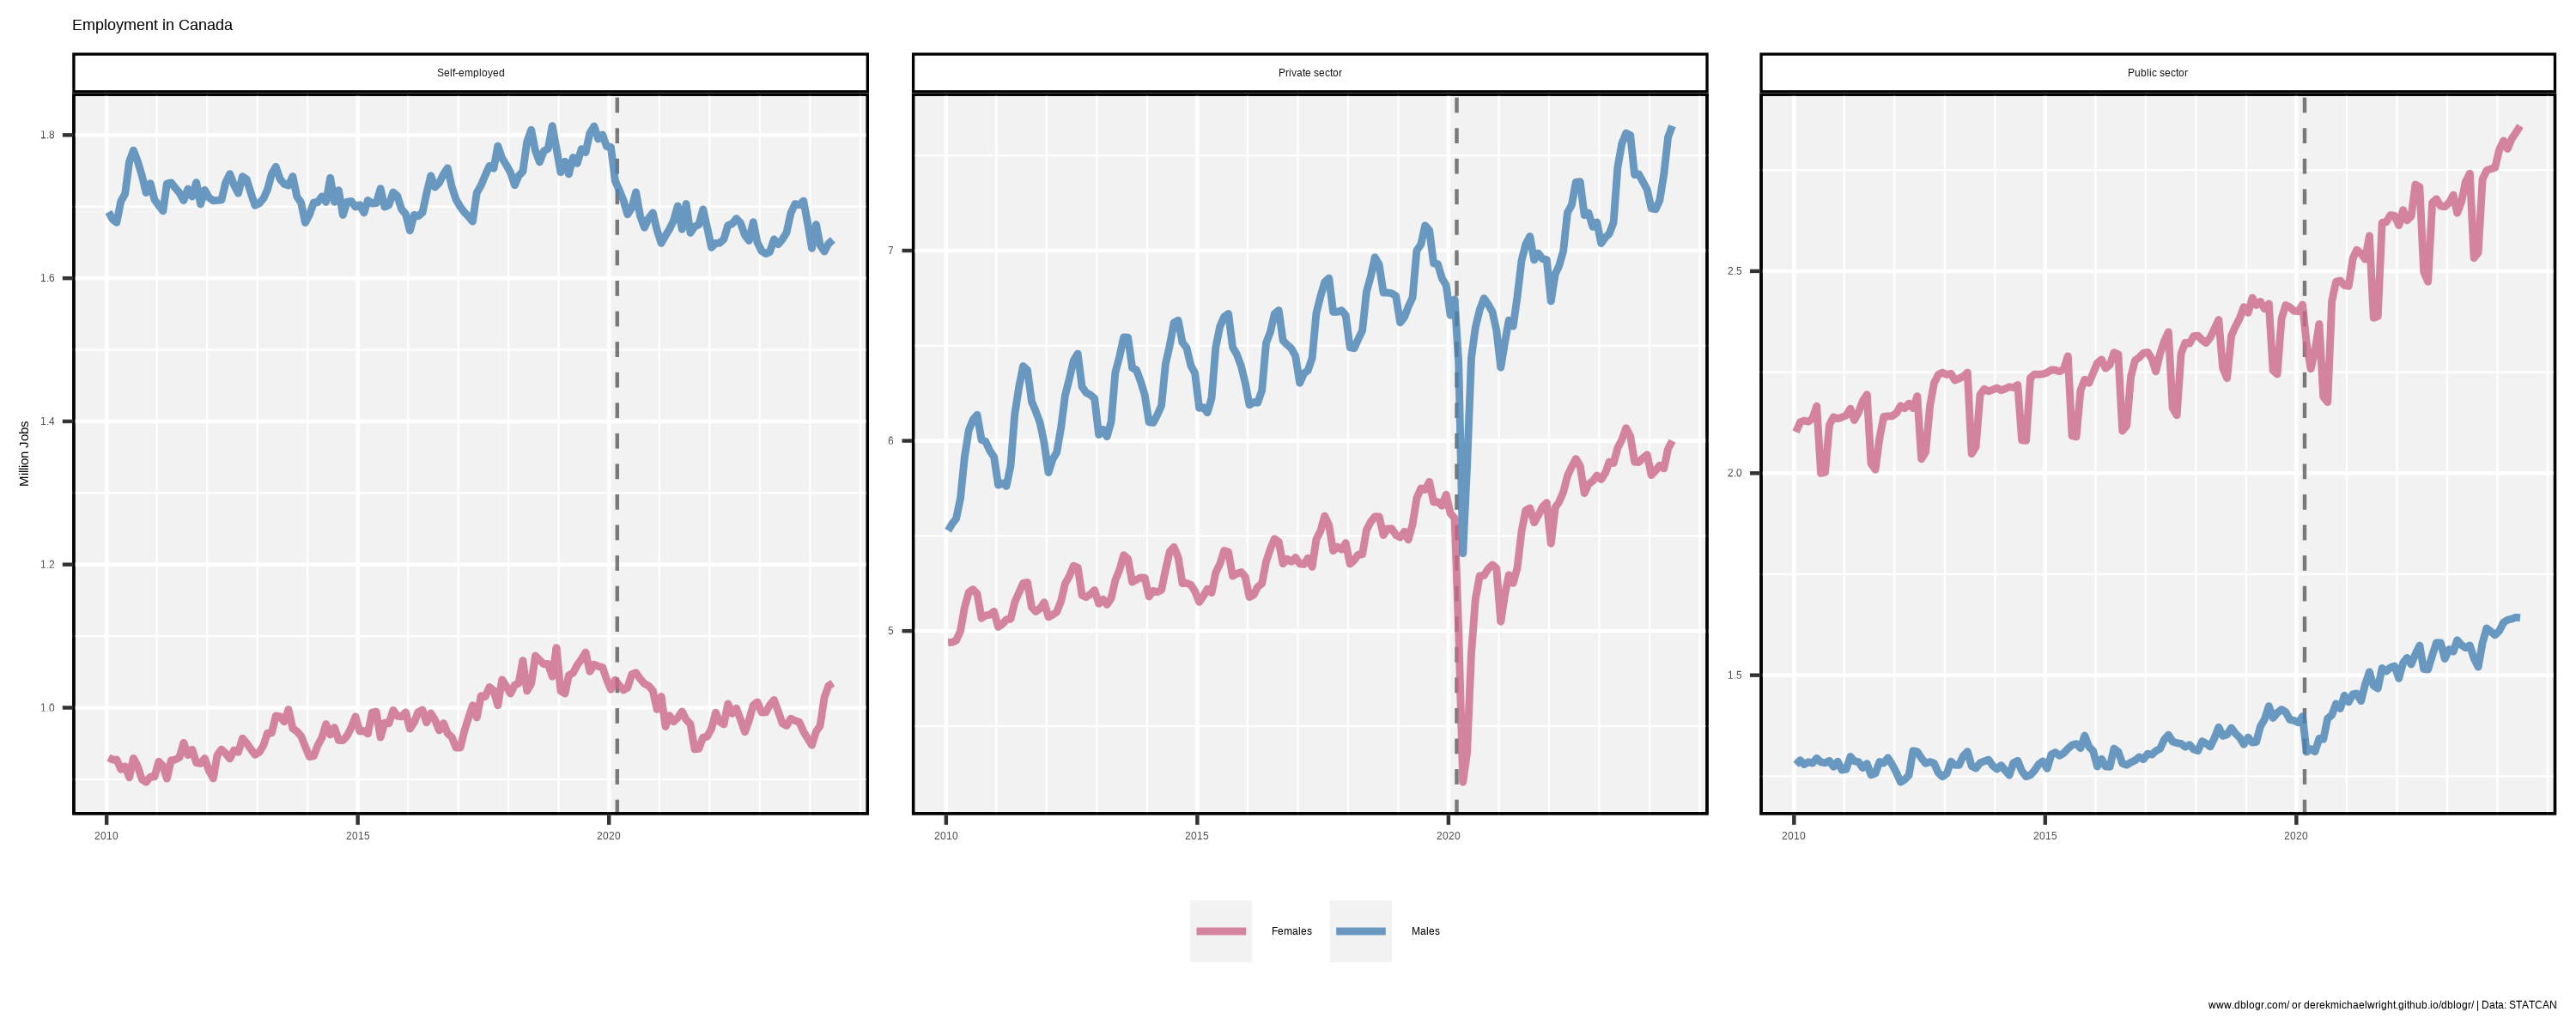 Employment in Canada
Self-employed
Private sector
Public sector
Million Jobs
1.8
1.6
1.4
1.2
1.0
7
6
5
2.5
2.0
1.5
2010
2015
2020
2010
2015
2020
2010
2015
2020
Females
Males
www.dblogr.com/ or derekmichaelwright.github.io/dblogr/ | Data: STATCAN